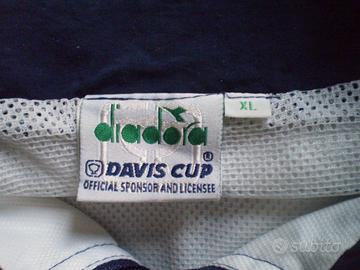 diadora
XL
DAVIS CUP®
OFFICIAL SPONSOR AND LICENSEE
subito